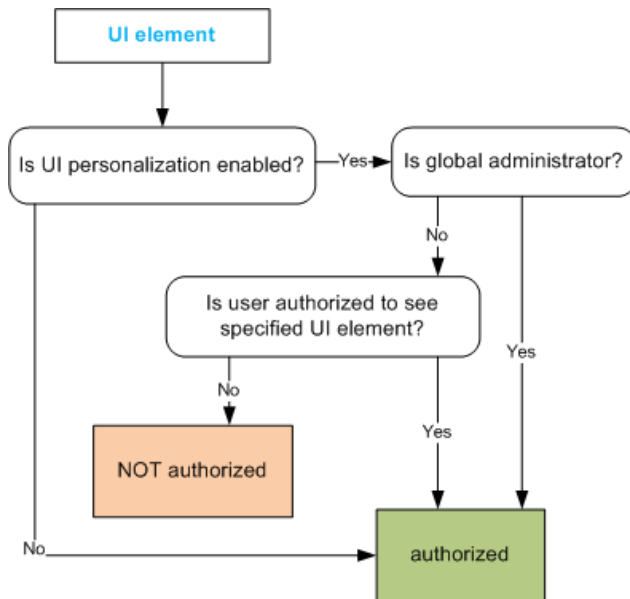 UI element
Is UI personalization enabled?
Yes
Is global administrator?
No
Is user authorized to see
specified UI element?
Yes
No
Yes
NOT authorized
No
authorized